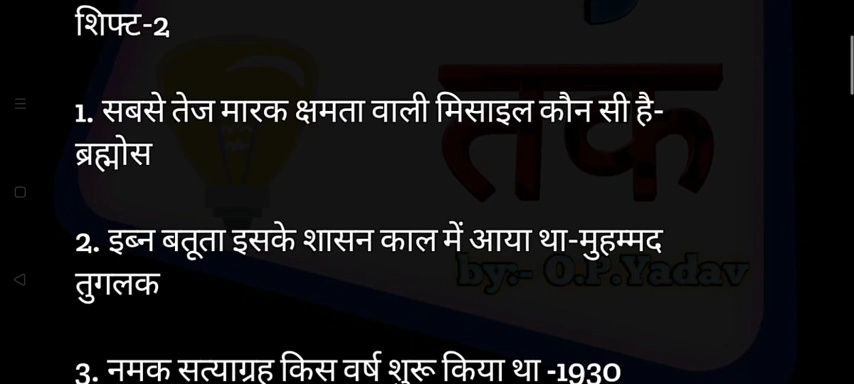 शिफ्ट-2
1. सबसे तेज मारक क्षमता वाली मिसाइल कौन सी है-
ब्रह्मोस
2. इब्न बतूता इसके शासन काल में आया था-मुहम्मद
तुगलक
3. नमक सत्याग्रह किस वर्ष शुरू किया था -1930
तक
by:- O.P.Yadav